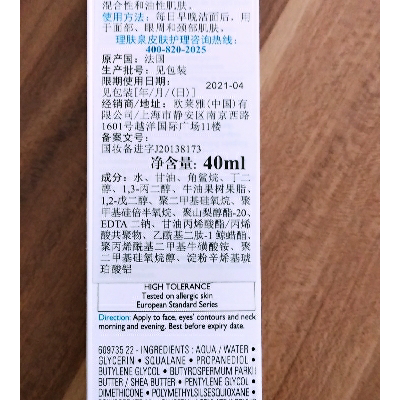 混合性和油性肌肤。
使用方法：每日早晚洁面后，用
于面部、眼周和颈部肌肤。
理肤泉皮肤护理咨询热线：
400-820-2025
原产国：法国
生产批号：见包装
限期使用日期：
见包装[年/月/(日)]
2021-04
经销商/地址：欧莱雅(中国)有
限公司/上海市静安区南京西路
1601号越洋国际广场11楼
备案文号：
国妆备进字J20138173
净含量：40ml
成分：水、甘油、角鲨烷、丁二
醇、1,3-丙二醇、牛油果树果脂、
1,2-戊二醇、聚二甲基硅氧烷、聚
甲基硅倍半氧烷、聚山梨醇酯-20、
EDTA 二钠、甘油丙烯酸酯/丙烯
酸共聚物、乙酰基二肽-1 鲸蜡酯、
聚丙烯酰基二甲基牛磺酸铵、聚
二甲基硅氧烷醇、淀粉辛烯基琥
珀酸铝
HIGH TOLERANCE
Tested on allergic skin
European Standard Series
Direction: Apply to face, eyes' contours and neck
morning and evening. Best before expiry date.
609735 22 - INGREDIENTS : AQUA / WATER •
GLYCERIN • SQUALANE • PROPANEDIOL •
BUTYLENE GLYCOL • BUTYROSPERMUM PARKII
BUTTER / SHEA BUTTER • PENTYLENE GLYCOL •
DIMETHICONE • POLYMETHYLSILSESQUIOXANE •